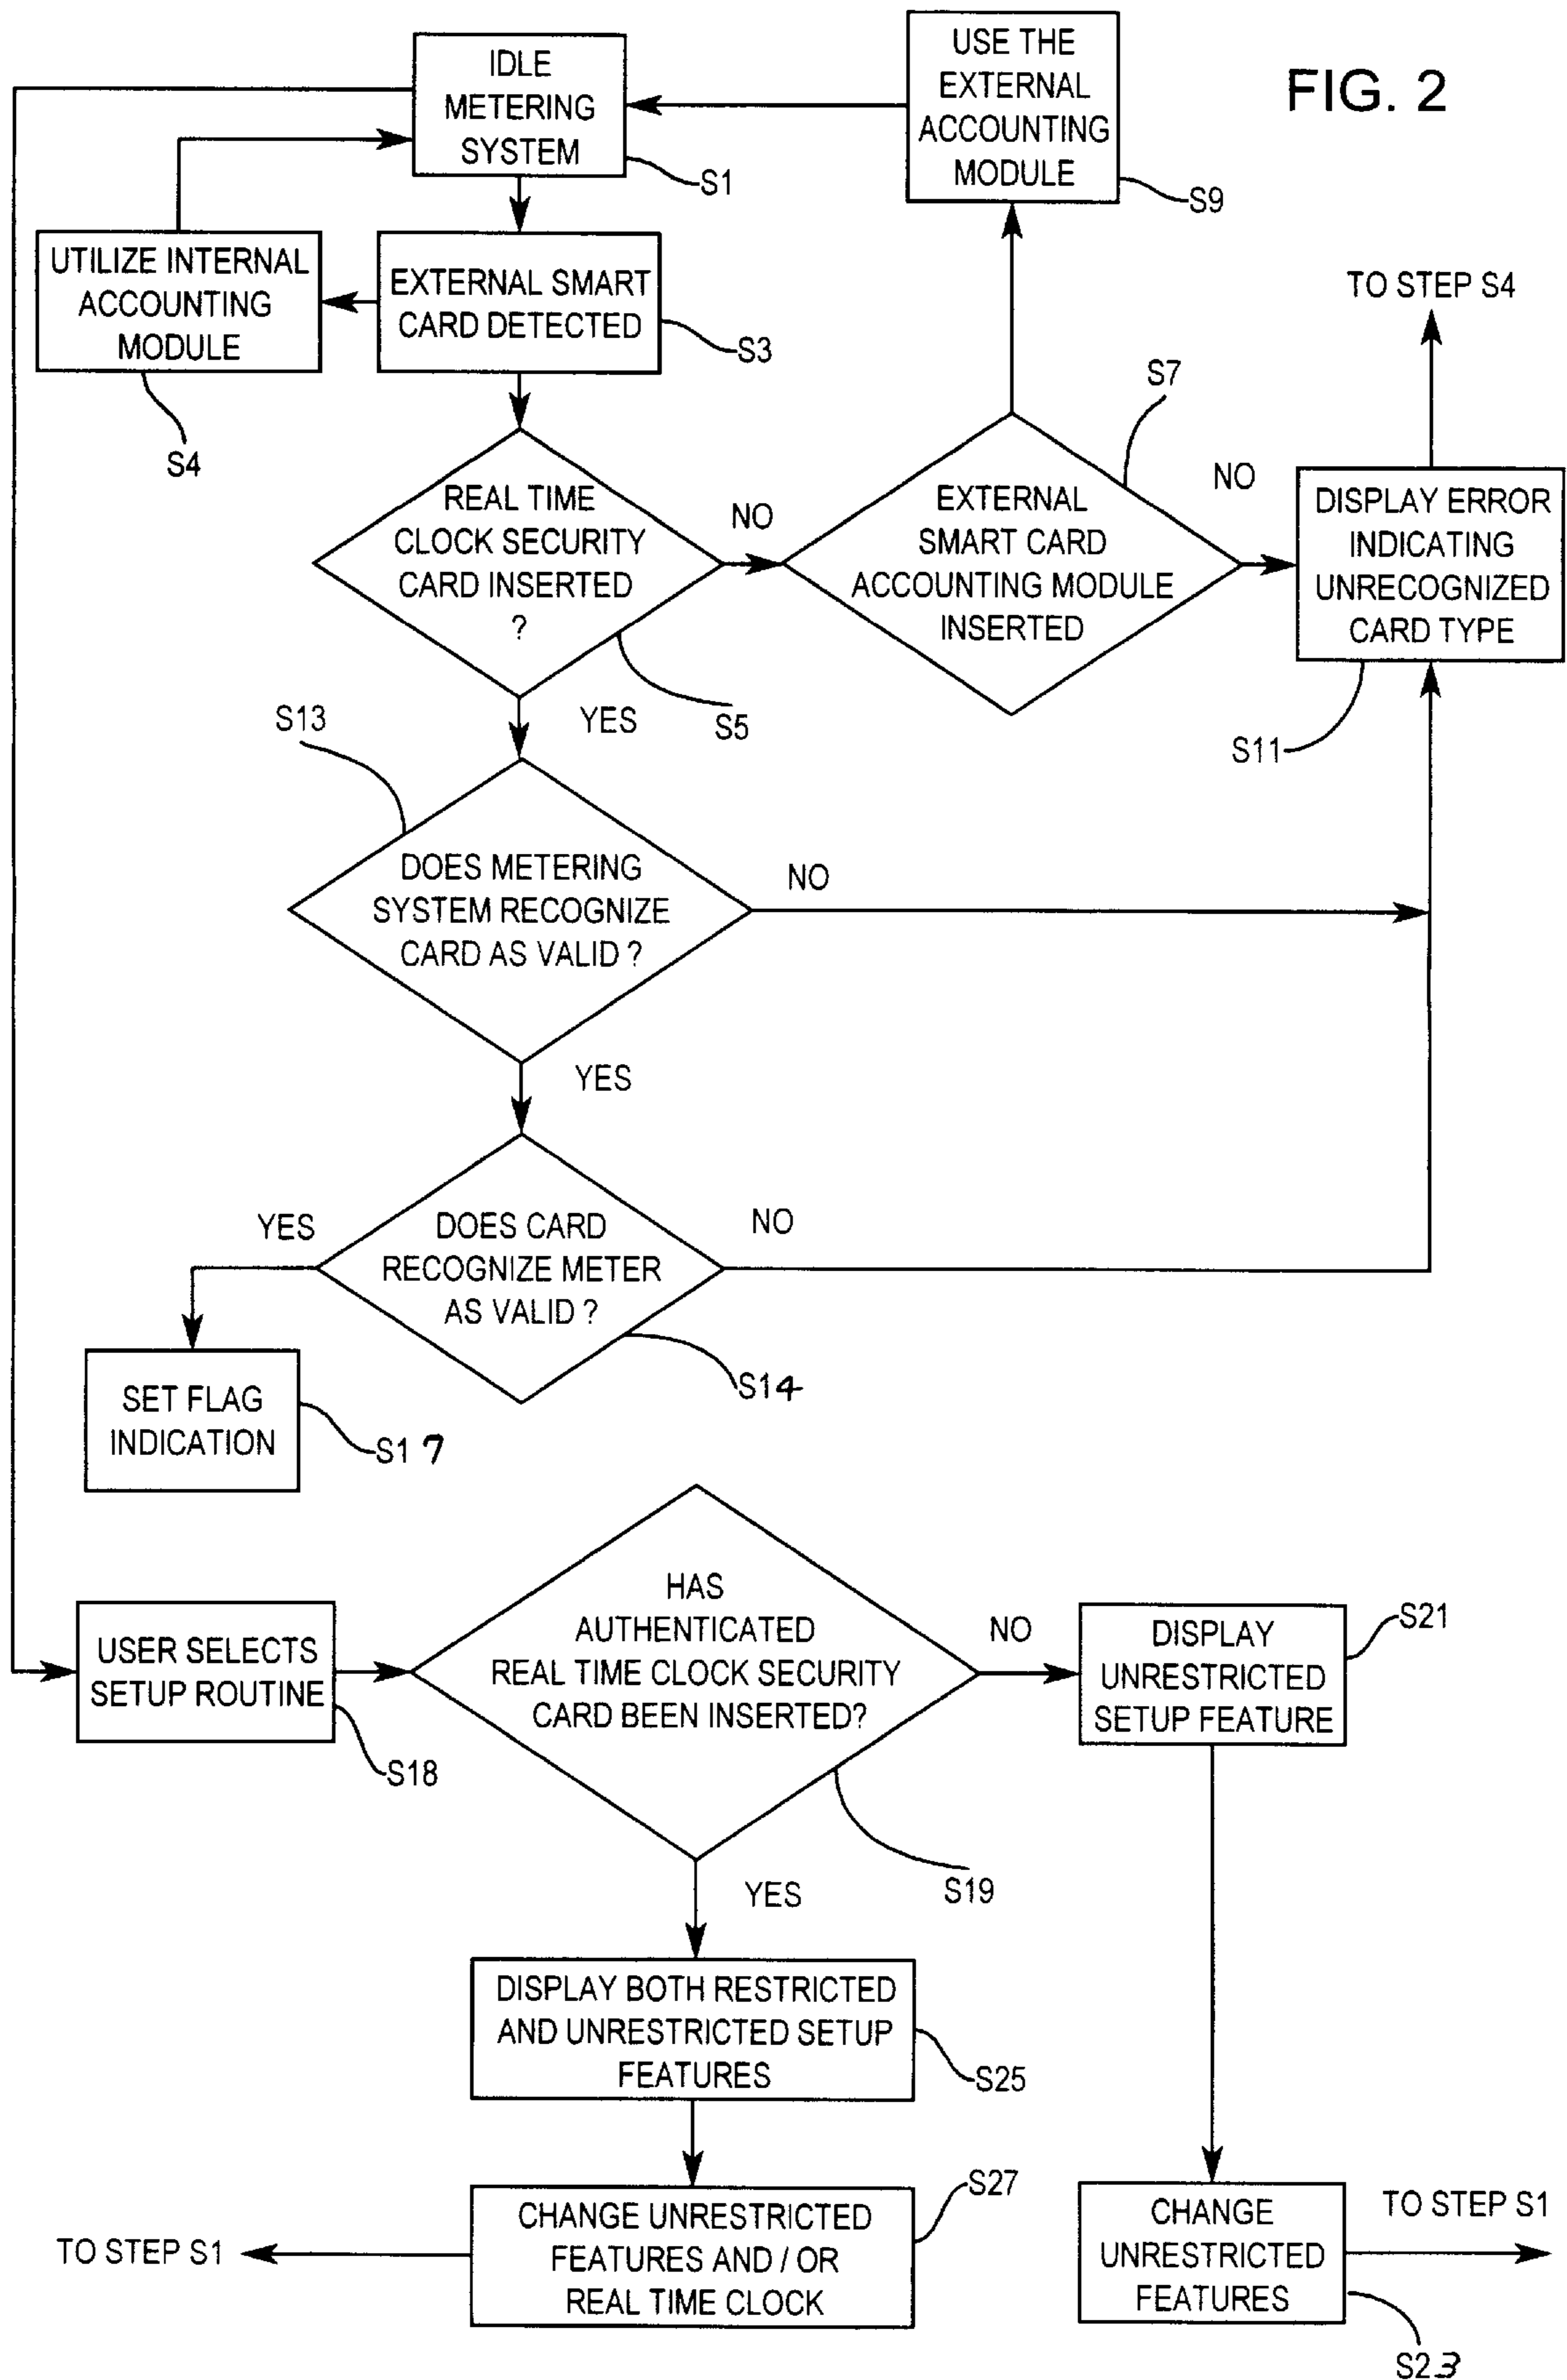 FIG. 2
IDLE
METERING
SYSTEM
S1
USE THE
EXTERNAL
ACCOUNTING
MODULE
S9
UTILIZE INTERNAL
ACCOUNTING
MODULE
S4
EXTERNAL SMART
CARD DETECTED
S3
TO STEP S4
REAL TIME
CLOCK SECURITY
CARD INSERTED
?
S5
NO
YES
EXTERNAL
SMART CARD
ACCOUNTING MODULE
INSERTED
S7
NO
DISPLAY ERROR
INDICATING
UNRECOGNIZED
CARD TYPE
S11
S13
DOES METERING
SYSTEM RECOGNIZE
CARD AS VALID ?
NO
YES
DOES CARD
RECOGNIZE METER
AS VALID ?
YES
NO
S14
SET FLAG
INDICATION
S17
USER SELECTS
SETUP ROUTINE
S18
HAS
AUTHENTICATED
REAL TIME CLOCK SECURITY
CARD BEEN INSERTED?
S19
NO
YES
DISPLAY
UNRESTRICTED
SETUP FEATURE
S21
DISPLAY BOTH RESTRICTED
AND UNRESTRICTED SETUP
FEATURES
S25
CHANGE UNRESTRICTED
FEATURES AND / OR
REAL TIME CLOCK
S27
TO STEP S1
CHANGE
UNRESTRICTED
FEATURES
S23
TO STEP S1